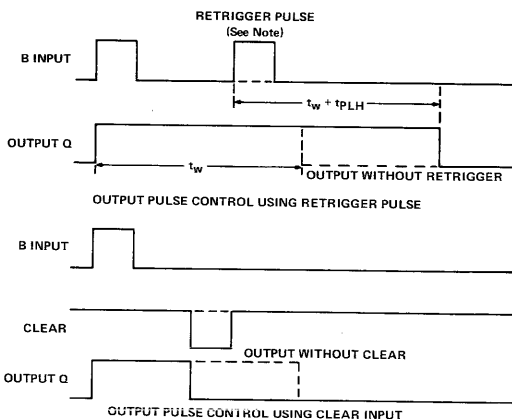 RETRIGGER PULSE
(See Note)
B INPUT
tw + tPLH
OUTPUT Q
tw
OUTPUT WITHOUT RETRIGGER
OUTPUT PULSE CONTROL USING RETRIGGER PULSE
B INPUT
CLEAR
OUTPUT WITHOUT CLEAR
OUTPUT Q
OUTPUT PULSE CONTROL USING CLEAR INPUT